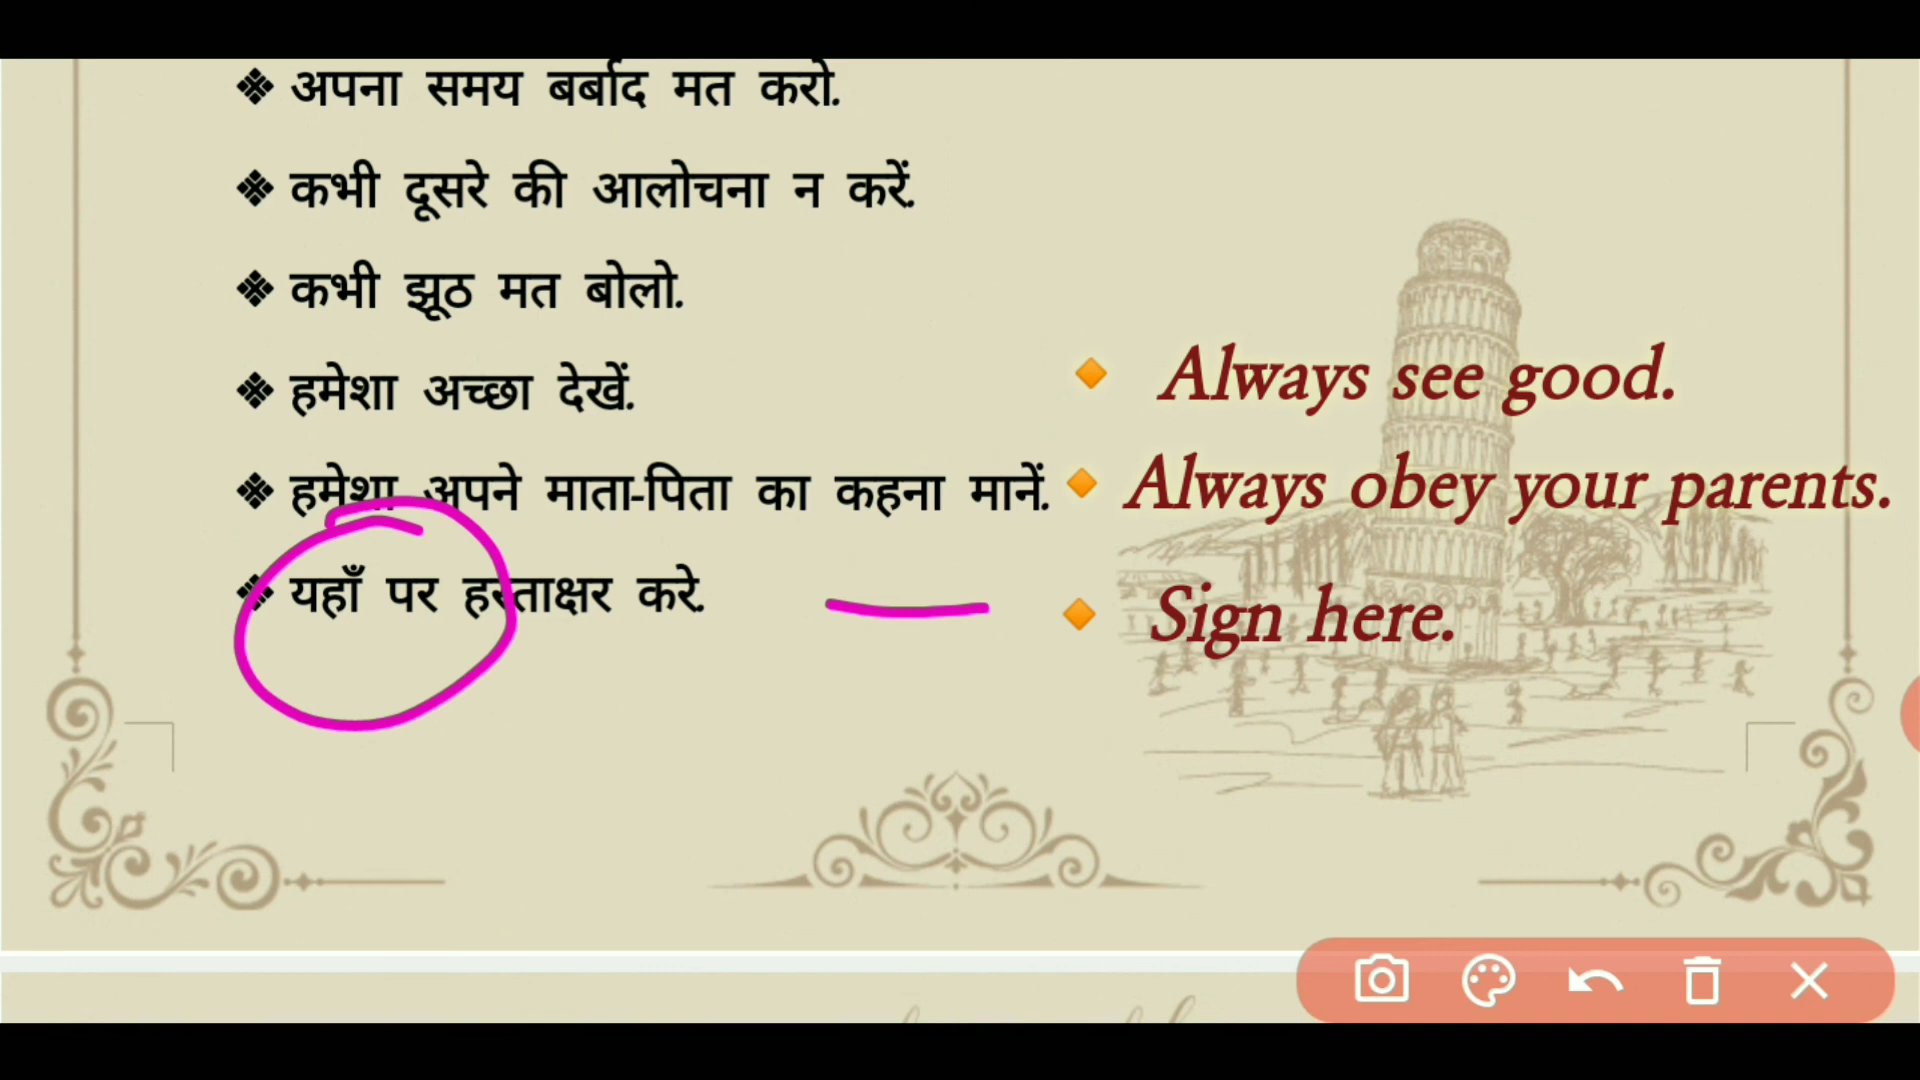 अपना समय बर्बाद मत करो.
कभी दूसरे की आलोचना न करें.
कभी झूठ मत बोलो.
हमेशा अच्छा देखें.
Always see good.
हमेशा अपने माता-पिता का कहना मानें.
Always obey your parents.
यहाँ पर हस्ताक्षर करे.
Sign here.